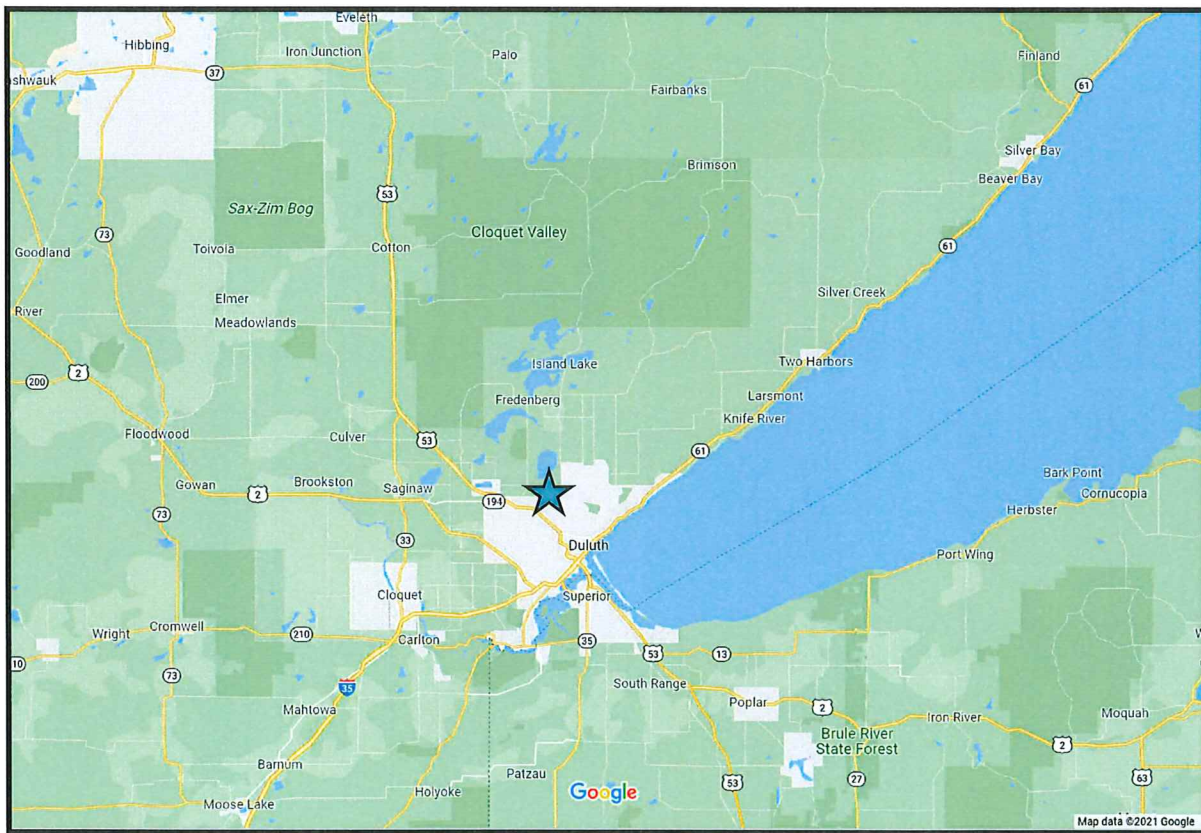 Eveleth
Hibbing
Iron Junction
Palo
Finland
37
61
ashwauk
Fairbanks
Silver Bay
Brimson
Beaver Bay
53
Sax-Zim Bog
Cloquet Valley
73
Goodland
Toivola
Cotton
61
Silver Creek
Elmer
River
Meadowlands
Two Harbors
Island Lake
2
200
Larsmont
Fredenberg
Knife River
Floodwood
Culver
53
61
Bark Point
Gowan
2
Brookston
Saginaw
194
Cornucopia
Herbster
73
33
Duluth
Port Wing
Cloquet
Superior
Wright
Cromwell
210
Carlton
35
53
13
W
10
73
35
South Range
Mahtowa
Poplar
2
Iron River
Moquah
Brule River
State Forest
2
Barnum
Patzau
53
27
63
Moose Lake
Holyoke
Google
Map data ©2021 Google